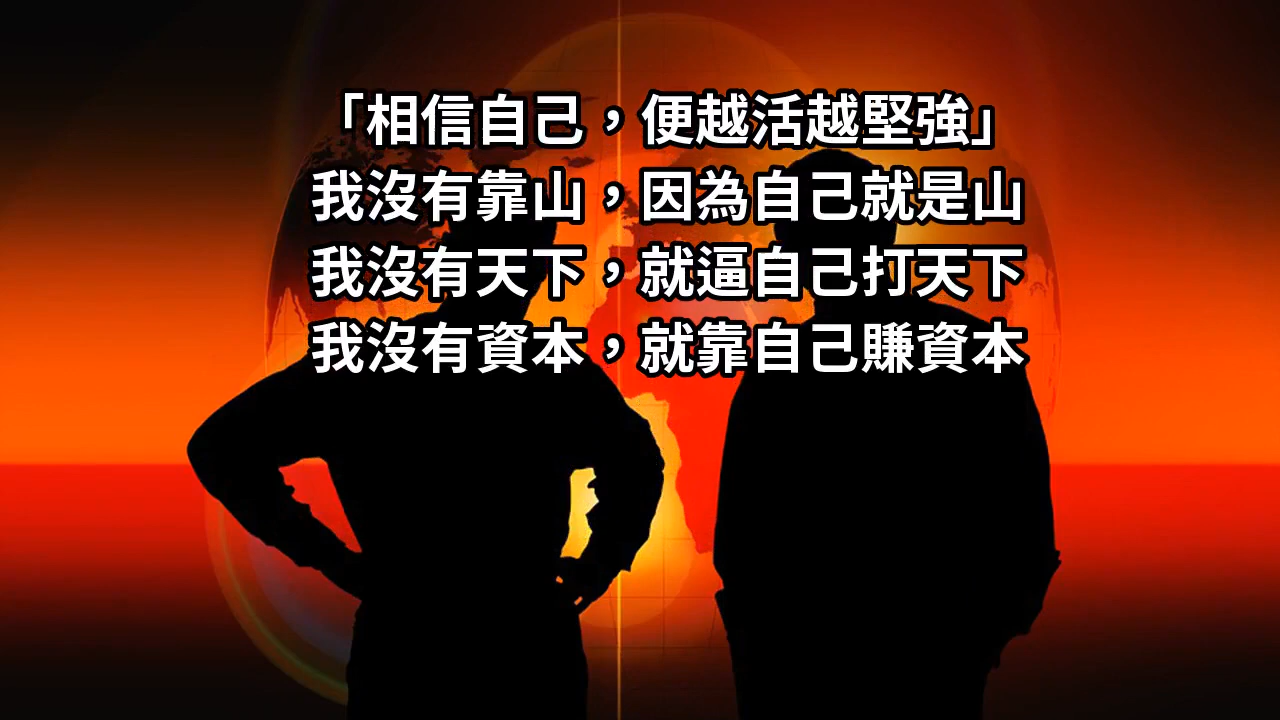 「相信自己，便越活越堅強」
我沒有靠山，因為自己就是山
我沒有天下，就逼自己打天下
我沒有資本，就靠自己賺資本